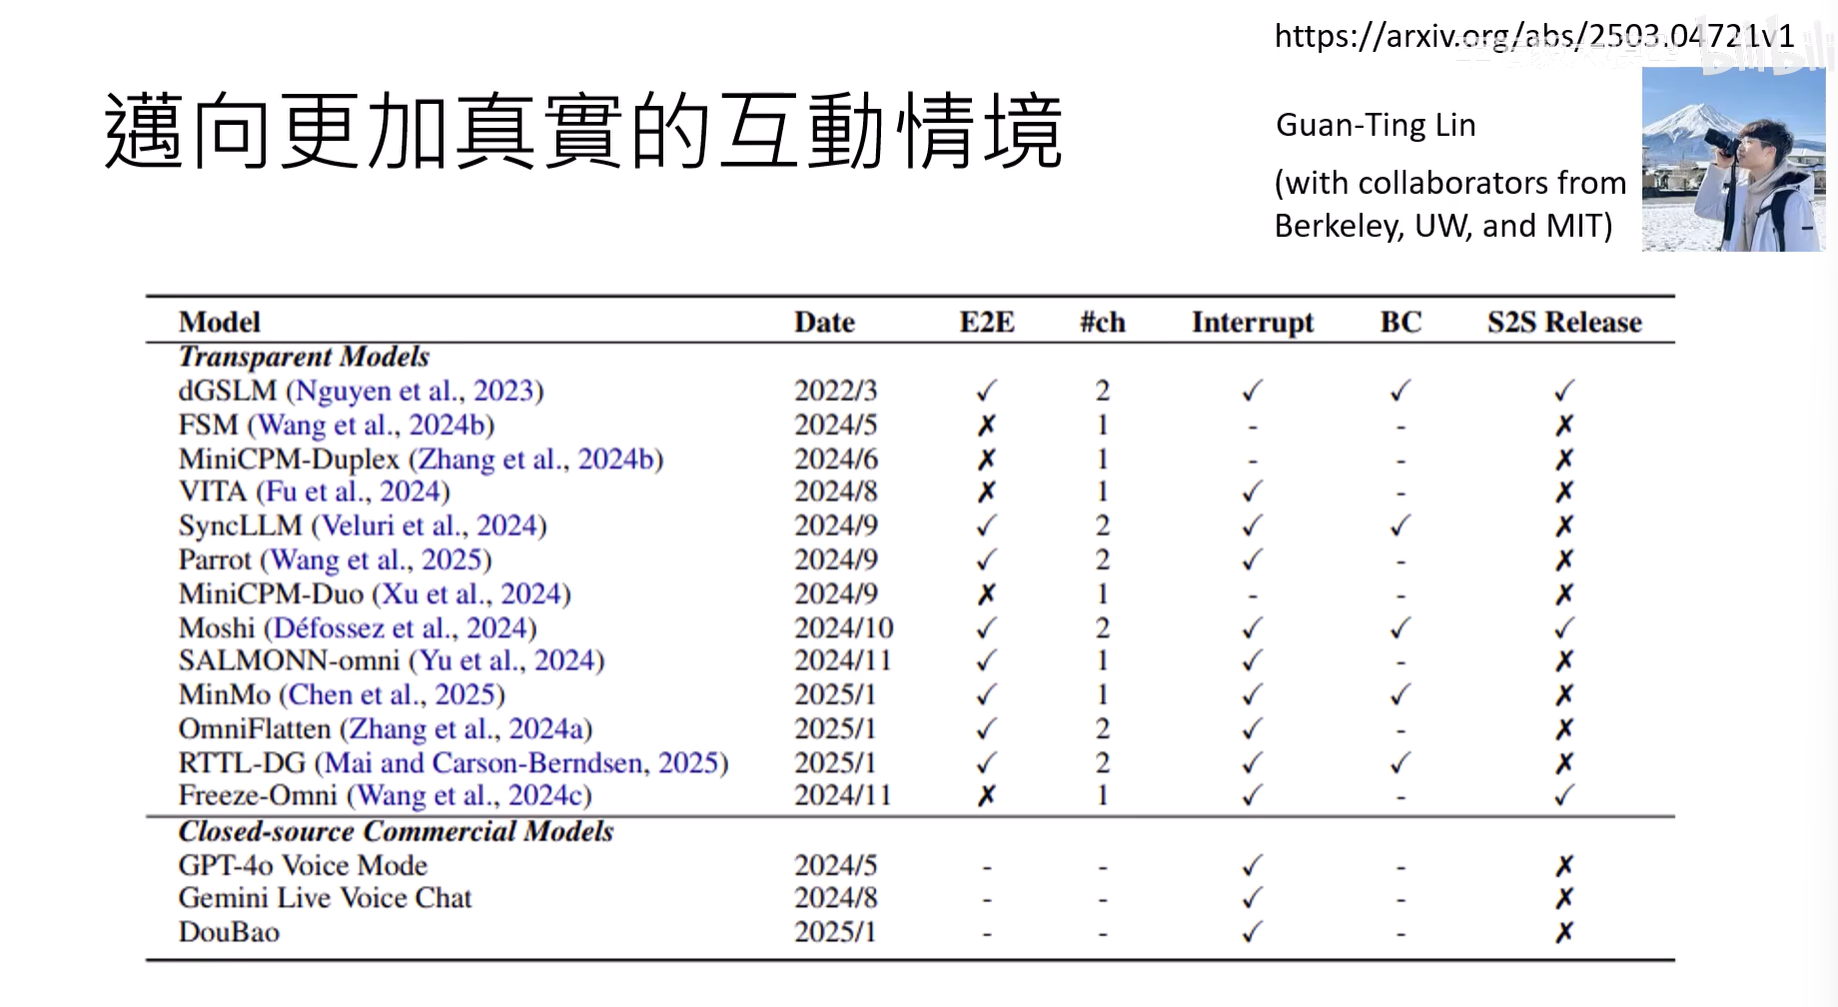 https://arxiv.org/abs/2503.04721v1
bilibili
邁向更加真實的互動情境
Guan-Ting Lin
(with collaborators from
Berkeley, UW, and MIT)
Model Date E2E #ch Interrupt BC S2S Release
Transparent Models
dGSLM (Nguyen et al., 2023) 2022/3 ✓ 2 ✓ ✓ ✓
FSM (Wang et al., 2024b) 2024/5 ✗ 1 - - ✗
MiniCPM-Duplex (Zhang et al., 2024b) 2024/6 ✗ 1 - - ✗
VITA (Fu et al., 2024) 2024/8 ✗ 1 ✓ - ✗
SyncLLM (Veluri et al., 2024) 2024/9 ✓ 2 ✓ ✓ ✗
Parrot (Wang et al., 2025) 2024/9 ✓ 2 ✓ - ✗
MiniCPM-Duo (Xu et al., 2024) 2024/9 ✗ 1 - - ✗
Moshi (Défossez et al., 2024) 2024/10 ✓ 2 ✓ ✓ ✓
SALMONN-omni (Yu et al., 2024) 2024/11 ✓ 1 ✓ - ✗
MinMo (Chen et al., 2025) 2025/1 ✓ 1 ✓ ✓ ✗
OmniFlatten (Zhang et al., 2024a) 2025/1 ✓ 2 ✓ - ✗
RTTL-DG (Mai and Carson-Berndsen, 2025) 2025/1 ✓ 2 ✓ ✓ ✗
Freeze-Omni (Wang et al., 2024c) 2024/11 ✗ 1 ✓ - ✓
Closed-source Commercial Models
GPT-4o Voice Mode 2024/5 - - ✓ - ✗
Gemini Live Voice Chat 2024/8 - - ✓ - ✗
DouBao 2025/1 - - ✓ - ✗